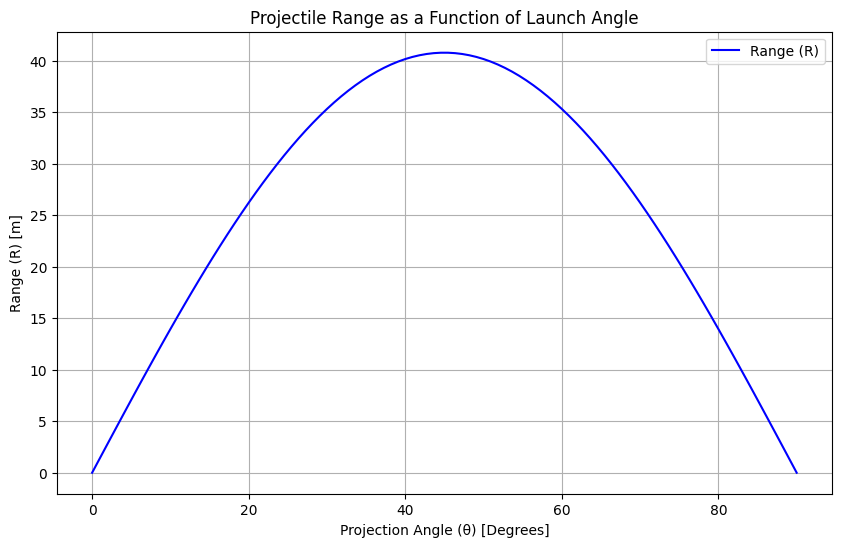 Projectile Range as a Function of Launch Angle
Range (R)
Range (R) [m]
40
35
30
25
20
15
10
5
0
0 20 40 60 80
Projection Angle (θ) [Degrees]